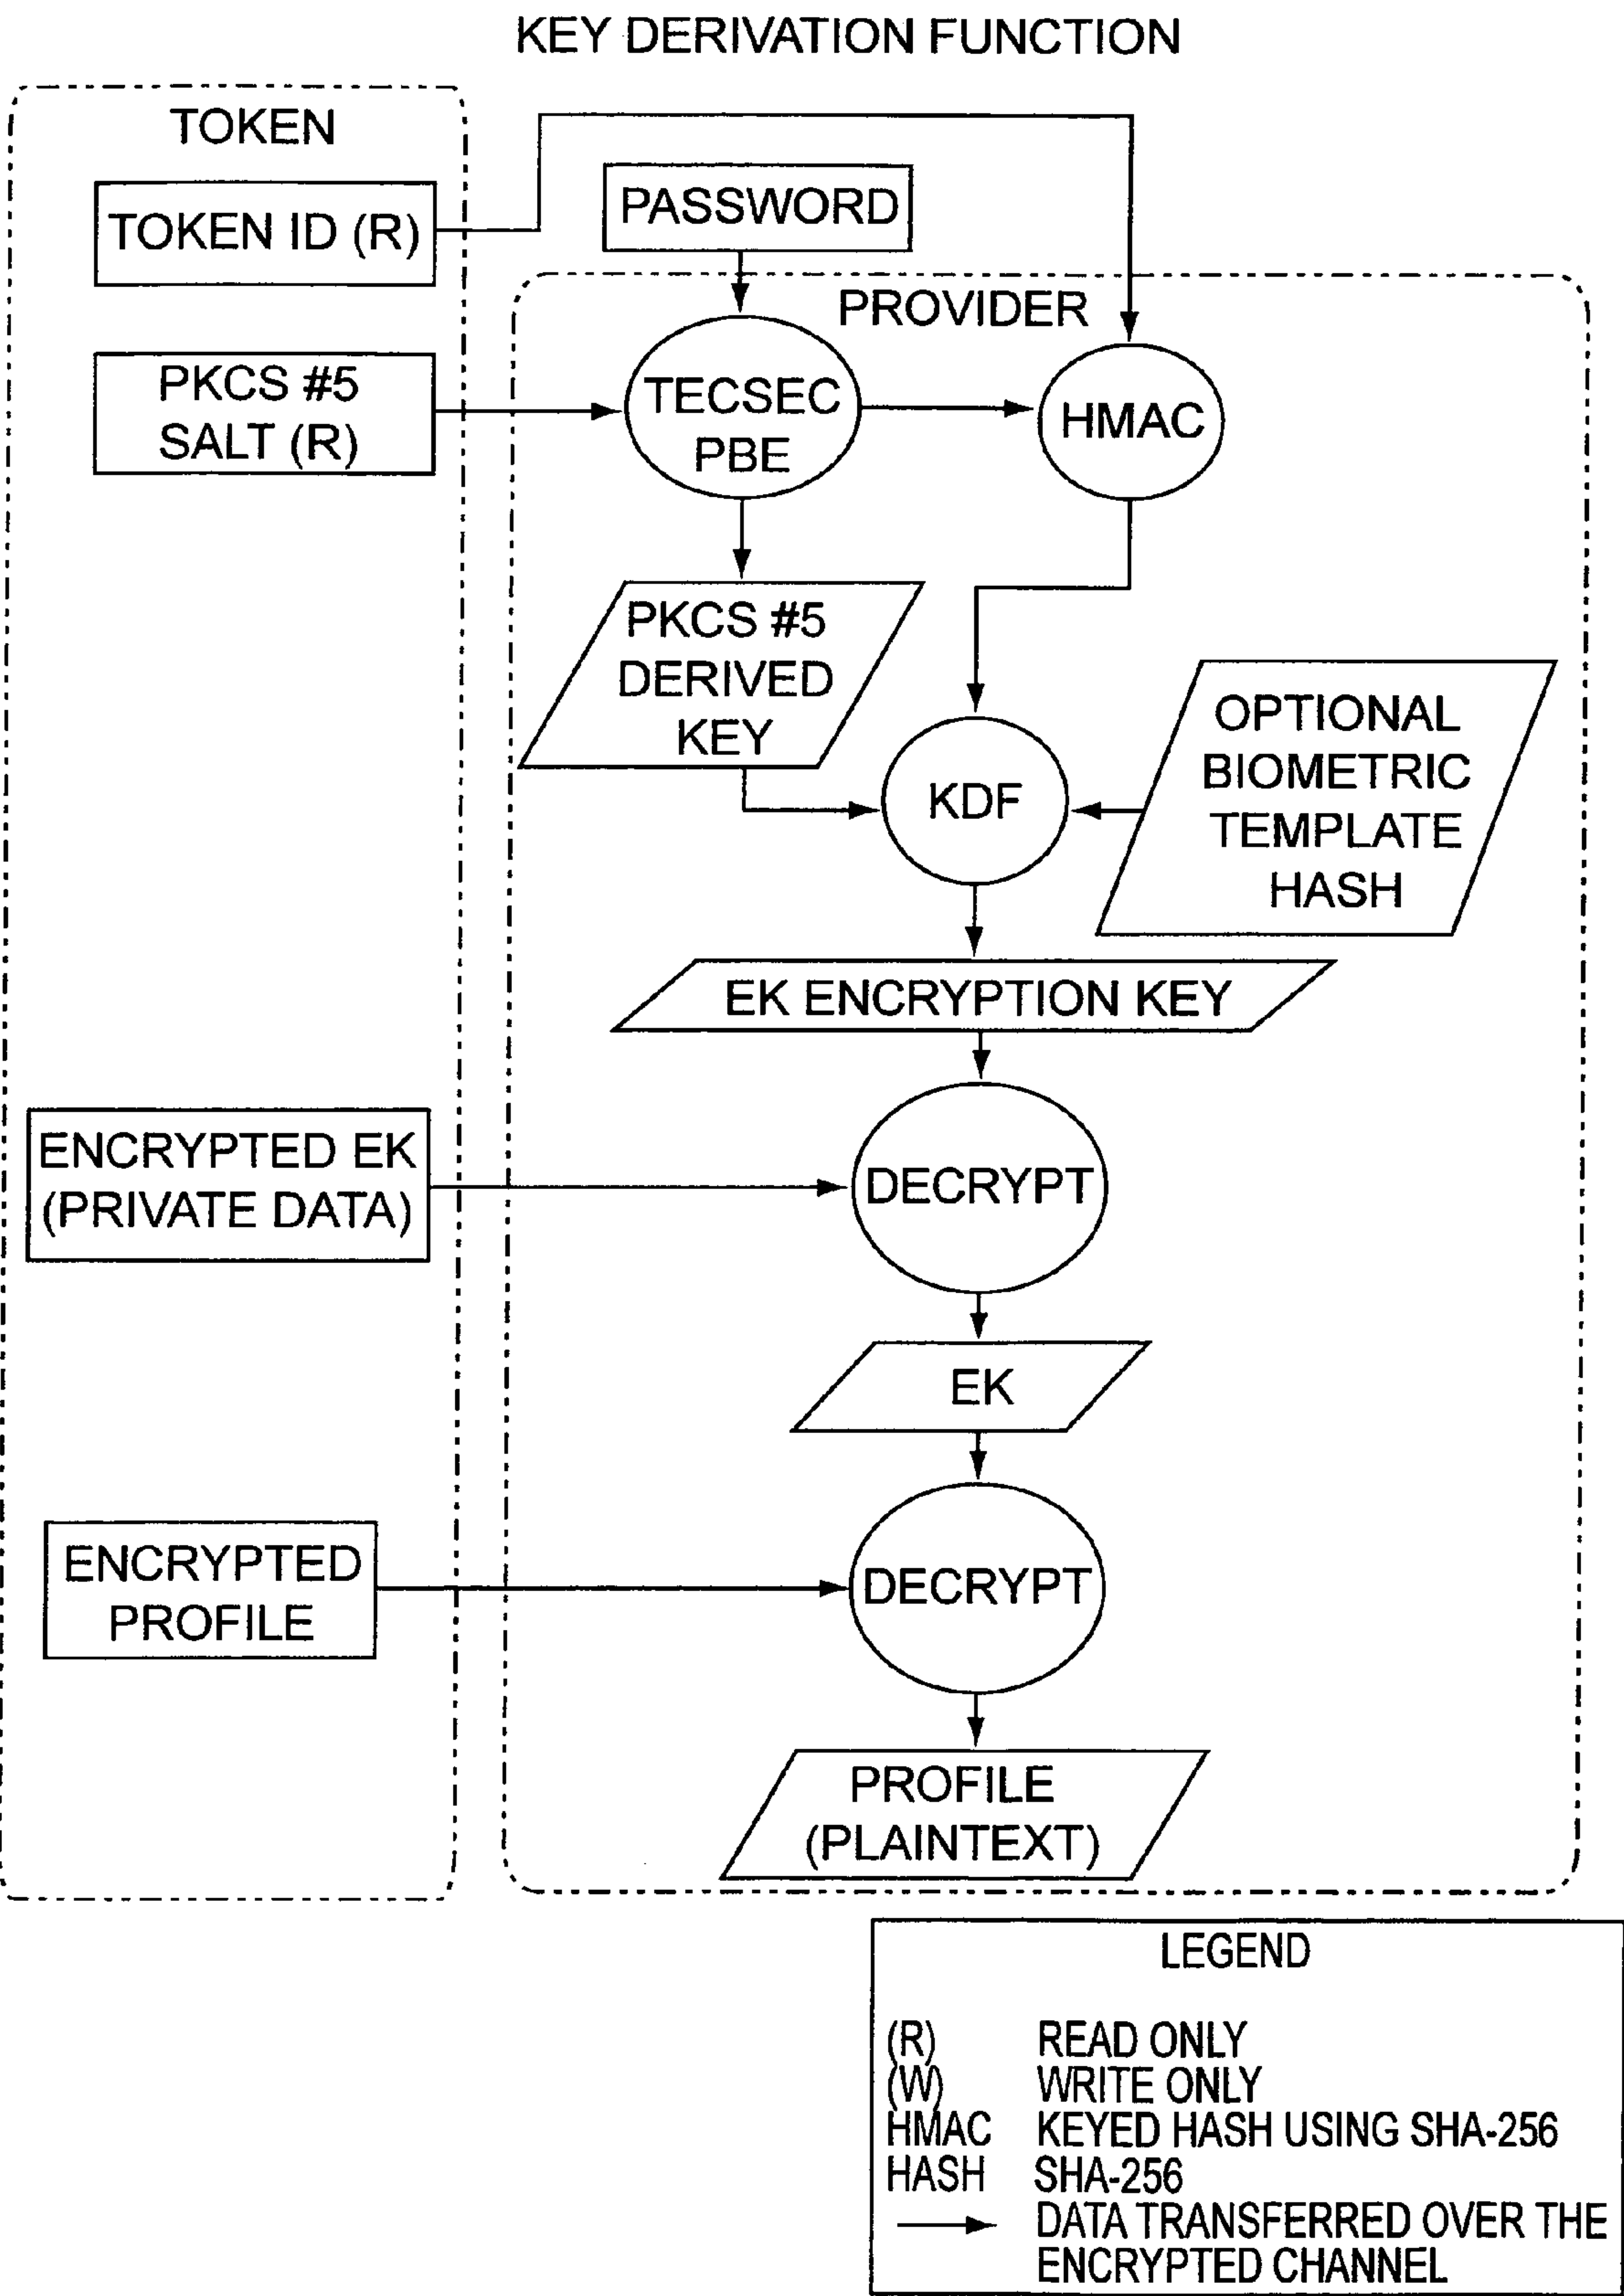 KEY DERIVATION FUNCTION
TOKEN
TOKEN ID (R)
PASSWORD
PROVIDER
PKCS #5
SALT (R)
TECSEC
PBE
HMAC
PKCS #5
DERIVED
KEY
OPTIONAL
BIOMETRIC
TEMPLATE
HASH
KDF
EK ENCRYPTION KEY
ENCRYPTED EK
(PRIVATE DATA)
DECRYPT
EK
ENCRYPTED
PROFILE
DECRYPT
PROFILE
(PLAINTEXT)
LEGEND
(R) READ ONLY
(W) WRITE ONLY
HMAC KEYED HASH USING SHA-256
HASH SHA-256
DATA TRANSFERRED OVER THE
ENCRYPTED CHANNEL